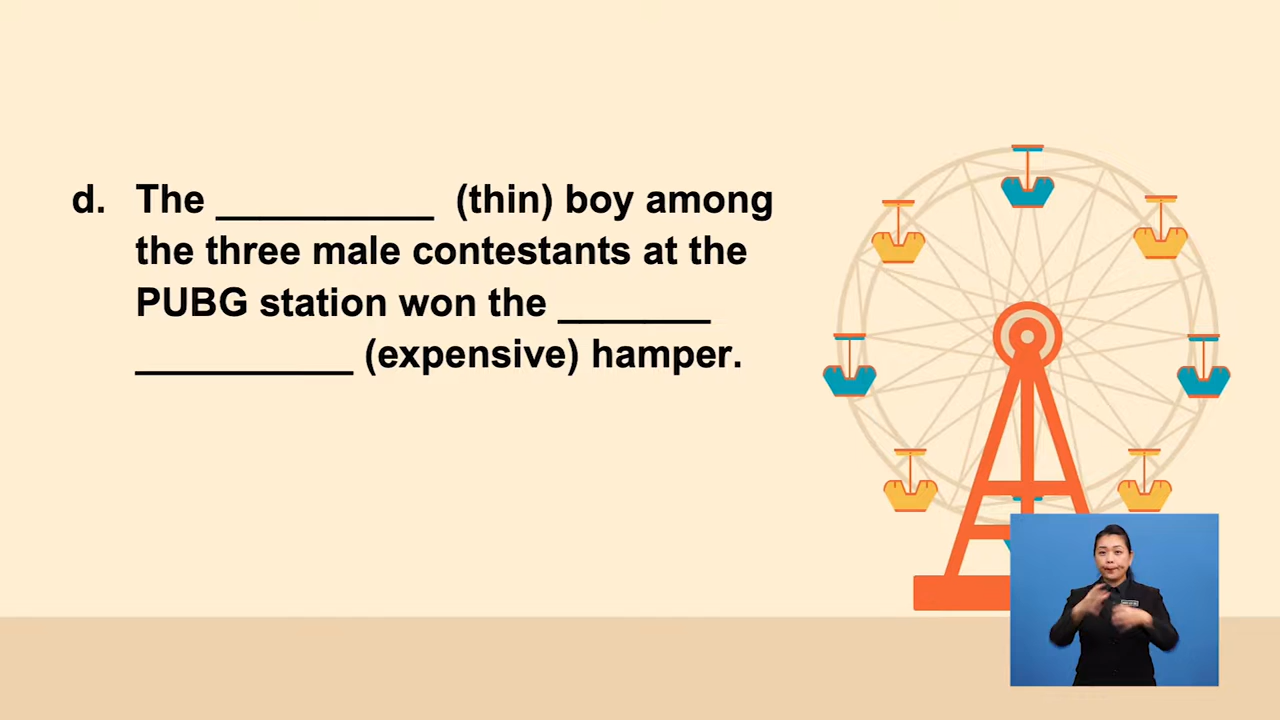 d. The __________ (thin) boy among
the three male contestants at the
PUBG station won the _______
__________ (expensive) hamper.